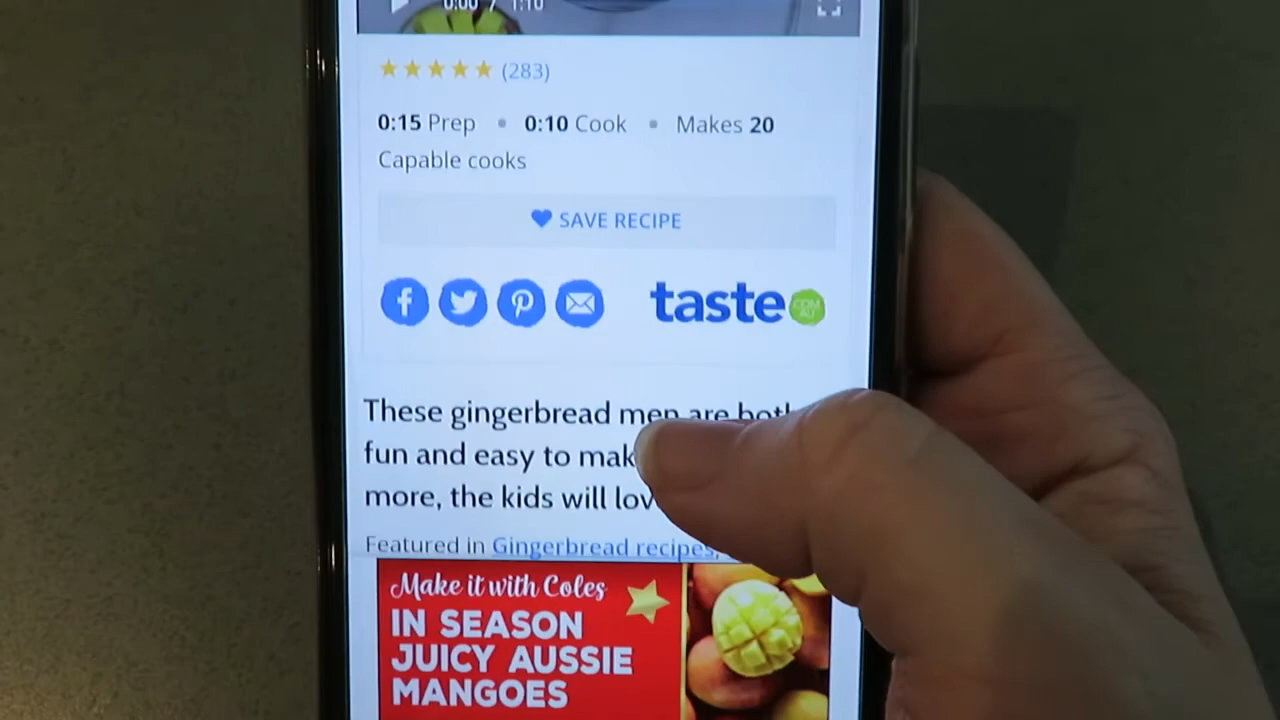 0:00 / 1:10
★★★★★ (283)
0:15 Prep • 0:10 Cook • Makes 20
Capable cooks
SAVE RECIPE
taste COM AU
These gingerbread men are
fun and easy to
more, the kids will
Featured in Gingerbread recipes,
Make it with Coles
IN SEASON
JUICY AUSSIE
MANGOES